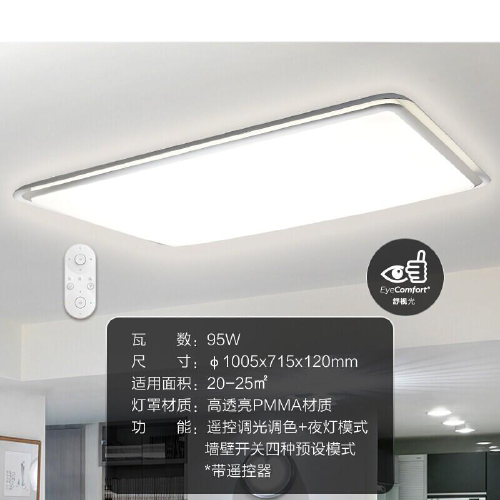 EyeComfort*
舒视光
瓦 数: 95W
尺 寸: φ1005x715x120mm
适用面积: 20-25㎡
灯罩材质: 高透亮PMMA材质
功 能: 遥控调光调色+夜灯模式
墙壁开关四种预设模式
*带遥控器